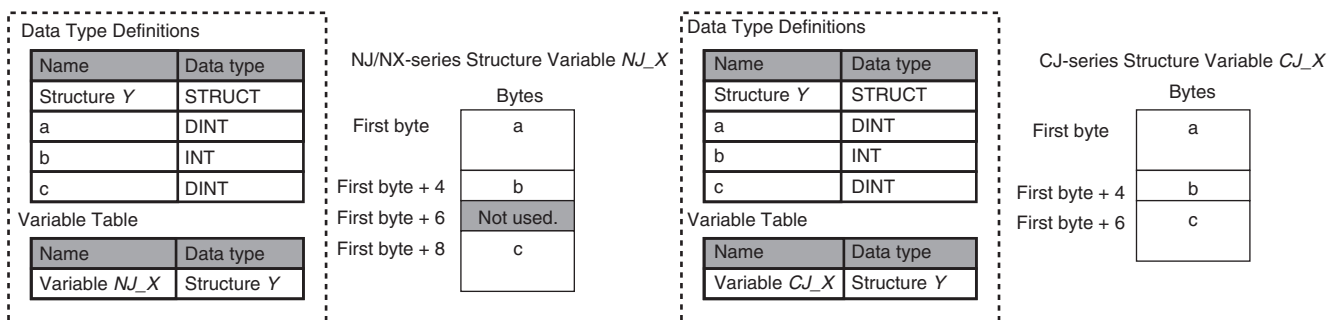 Data Type Definitions
Name Data type
Structure Y STRUCT
a DINT
b INT
c DINT
Variable Table
Name Data type
Variable NJ_X Structure Y
NJ/NX-series Structure Variable NJ_X
Bytes
First byte a
First byte + 4 b
First byte + 6 Not used.
First byte + 8 c
Data Type Definitions
Name Data type
Structure Y STRUCT
a DINT
b INT
c DINT
Variable Table
Name Data type
Variable CJ_X Structure Y
CJ-series Structure Variable CJ_X
Bytes
First byte a
First byte + 4 b
First byte + 6 c